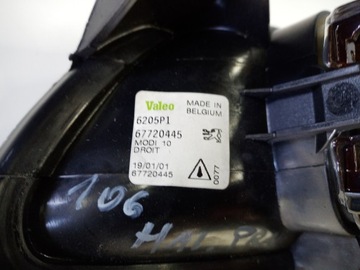 Valeo
MADE IN
BELGIUM
6205P1
67720445
MODI 10
DROIT
19/01/01
67720445
0077
106